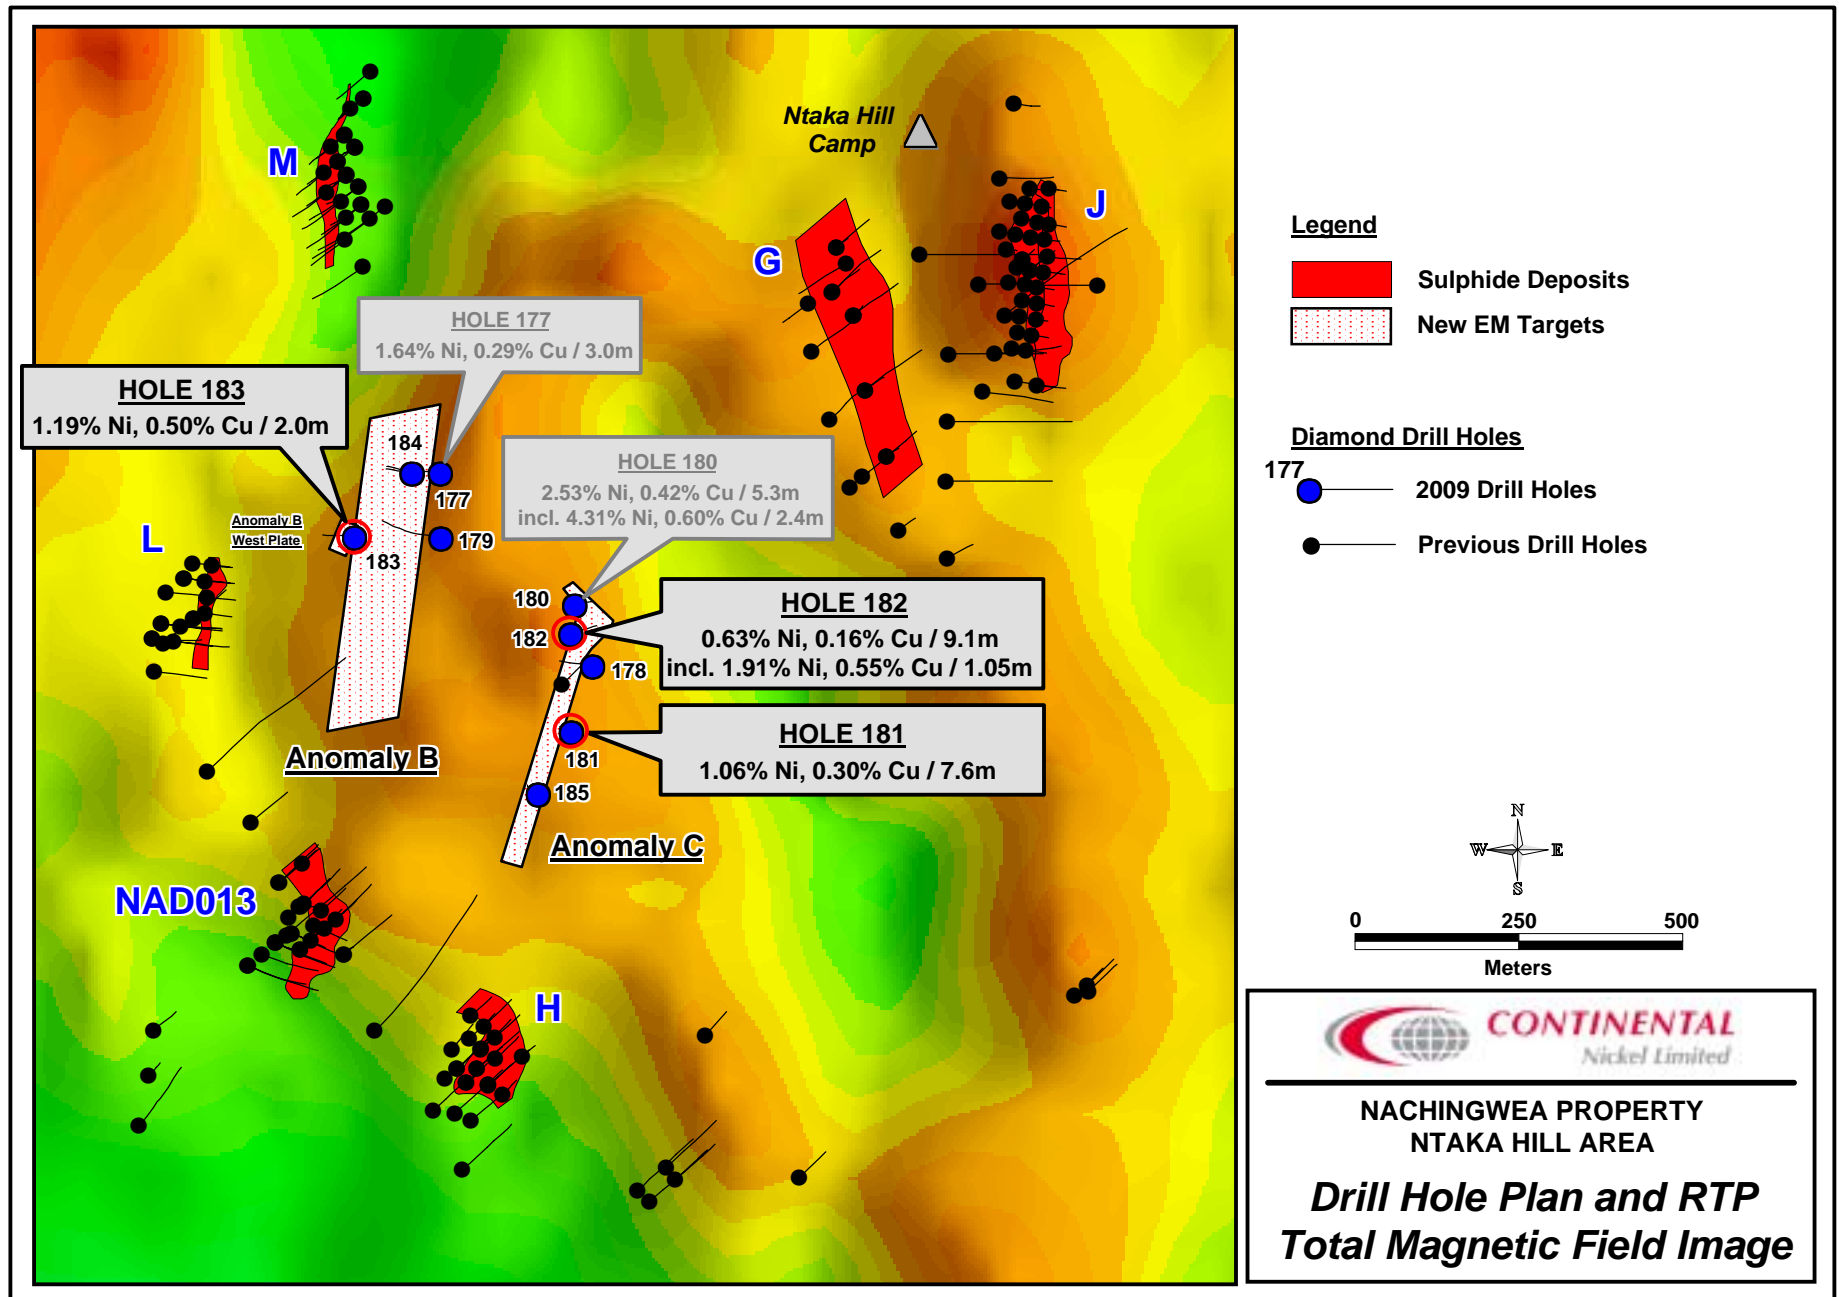 M
Ntaka Hill
Camp
J
G
HOLE 177
1.64% Ni, 0.29% Cu / 3.0m
HOLE 183
1.19% Ni, 0.50% Cu / 2.0m
184
177
HOLE 180
2.53% Ni, 0.42% Cu / 5.3m
incl. 4.31% Ni, 0.60% Cu / 2.4m
Anomaly B
West Plate
L
183
179
180
182
178
HOLE 182
0.63% Ni, 0.16% Cu / 9.1m
incl. 1.91% Ni, 0.55% Cu / 1.05m
HOLE 181
1.06% Ni, 0.30% Cu / 7.6m
181
185
Anomaly B
Anomaly C
NAD013
H
Legend
Sulphide Deposits
New EM Targets
Diamond Drill Holes
177
2009 Drill Holes
Previous Drill Holes
N
W E
S
0 250 500
Meters
CONTINENTAL
Nickel Limited
NACHINGWEA PROPERTY
NTAKA HILL AREA
Drill Hole Plan and RTP
Total Magnetic Field Image